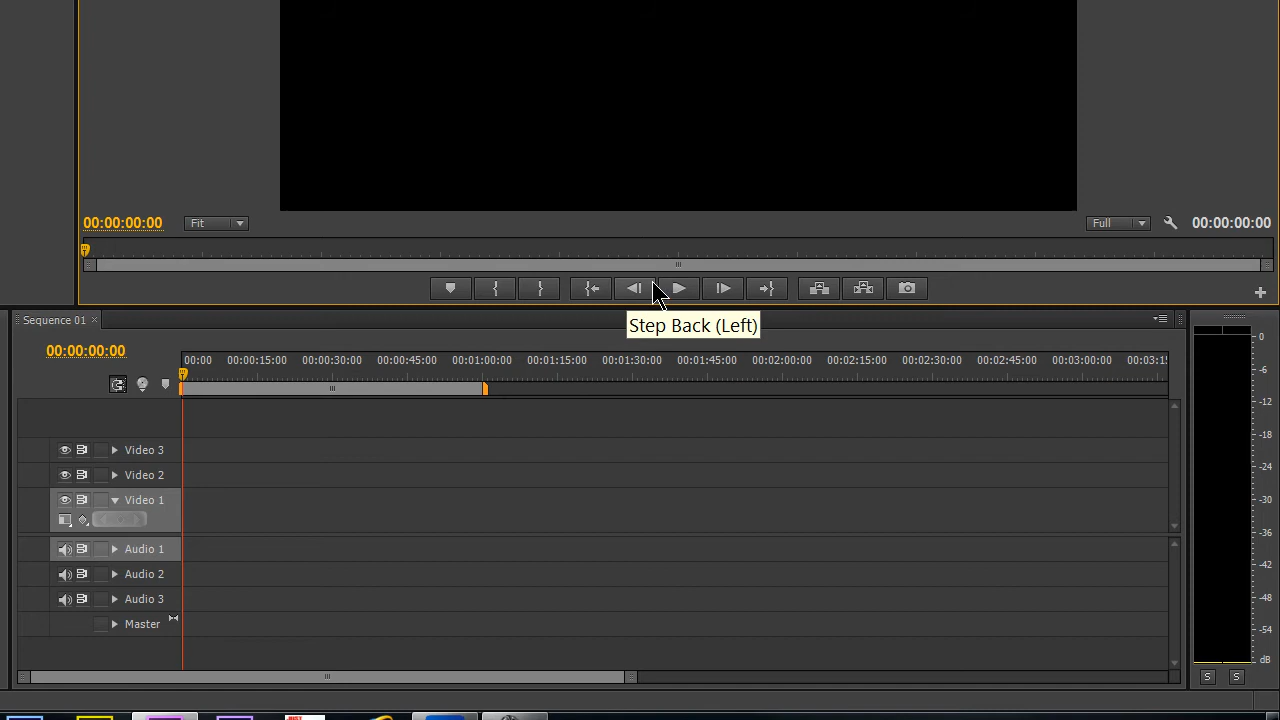 00:00:00:00
Fit
Full
00:00:00:00
Step Back (Left)
Sequence 01
00:00:00:00
00:00 00:00:15:00 00:00:30:00 00:00:45:00 00:01:00:00 00:01:15:00 00:01:30:00 00:01:45:00 00:02:00:00 00:02:15:00 00:02:30:00 00:02:45:00 00:03:00:00 00:03:15
Video 3
Video 2
Video 1
Audio 1
Audio 2
Audio 3
Master
0
-6
-12
-18
-24
-30
-36
-42
-48
-54
dB
S S